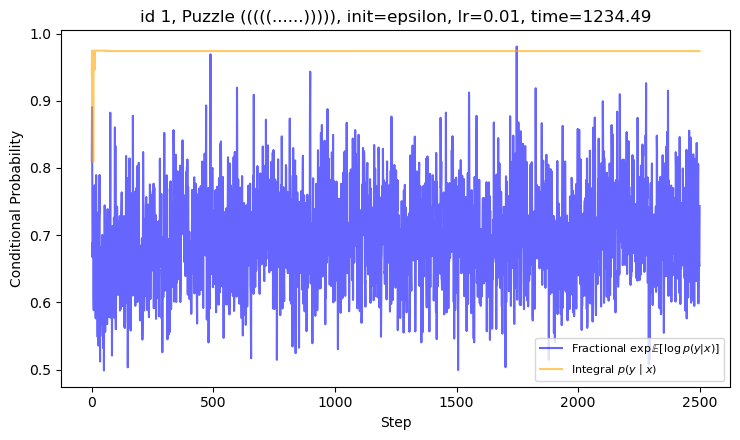 id 1, Puzzle (((((......))))), init=epsilon, lr=0.01, time=1234.49
Conditional Probability
1.0
0.9
0.8
0.7
0.6
0.5
Fractional exp𝔼[log p(y|x)]
Integral p(y | x)
0 500 1000 1500 2000 2500
Step